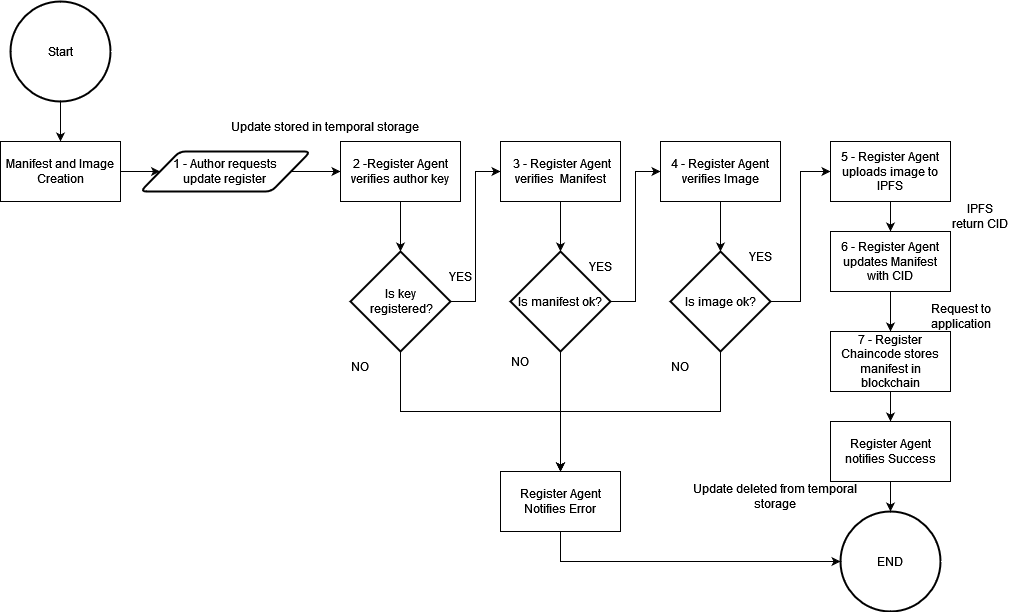 Start
Update stored in temporal storage
Manifest and Image
Creation
1 - Author requests
update register
2 -Register Agent
verifies author key
3 - Register Agent
verifies Manifest
4 - Register Agent
verifies Image
5 - Register Agent
uploads image to
IPFS
IPFS
return CID
6 - Register Agent
updates Manifest
with CID
YES
YES
YES
Is key
registered?
Is manifest ok?
Is image ok?
Request to
application
7 - Register
Chaincode stores
manifest in
blockchain
NO
NO
NO
Register Agent
notifies Success
Register Agent
Notifies Error
Update deleted from temporal
storage
END